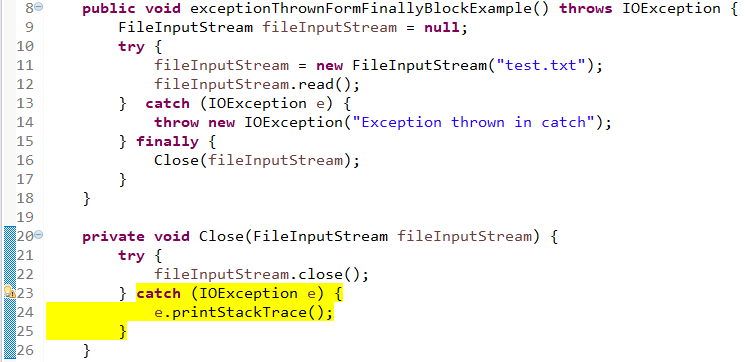 8 public void exceptionThrownFormFinallyBlockExample() throws IOException {
9 FileInputStream fileInputStream = null;
10 try {
11 fileInputStream = new FileInputStream("test.txt");
12 fileInputStream.read();
13 } catch (IOException e) {
14 throw new IOException("Exception thrown in catch");
15 } finally {
16 Close(fileInputStream);
17 }
18 }
19
20 private void Close(FileInputStream fileInputStream) {
21 try {
22 fileInputStream.close();
23 } catch (IOException e) {
24 e.printStackTrace();
25 }
26 }